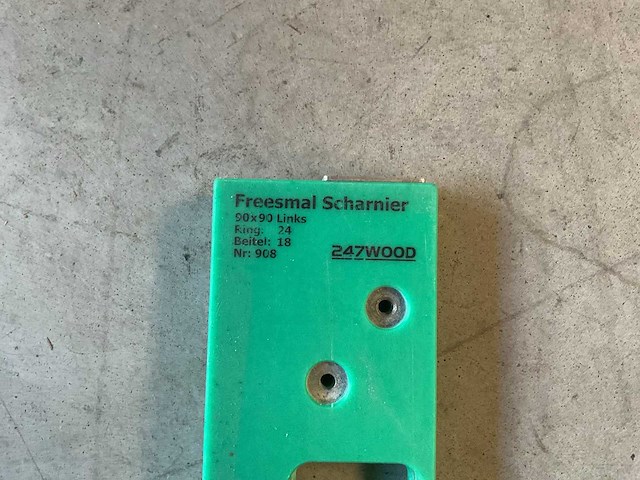 Freesmal Scharnier
90x90 Links
Ring: 24
Beitel: 18
Nr: 908
247WOOD